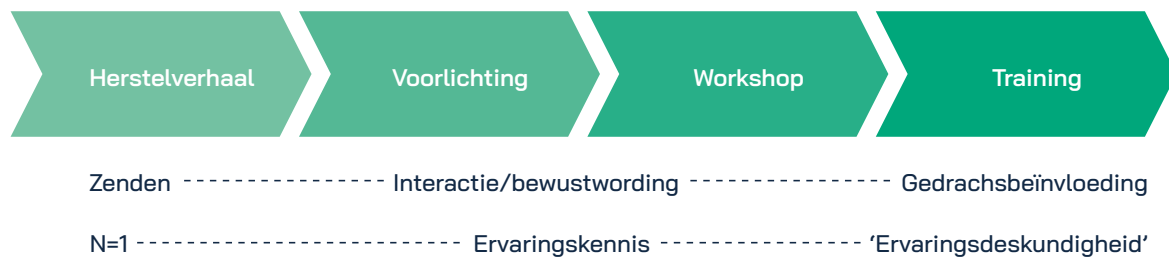 Herstelverhaal Voorlichting Workshop Training
Zenden Interactie/bewustwording Gedrachsbeïnvloeding
N=1 Ervaringskennis ‘Ervaringsdeskundigheid’